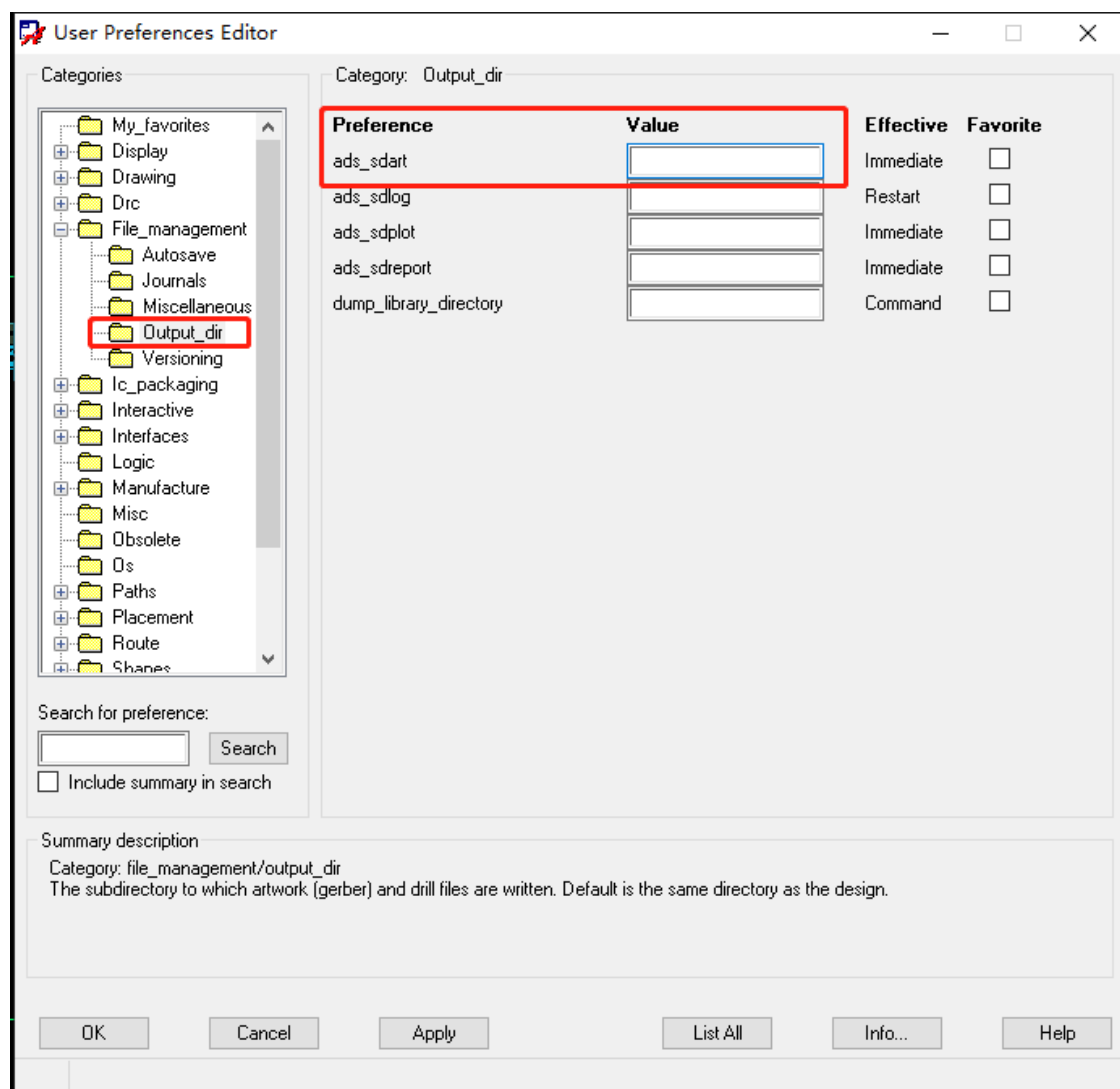 User Preferences Editor
Categories
My_favorites
Display
Drawing
Drc
File_management
Autosave
Journals
Miscellaneous
Output_dir
Versioning
Ic_packaging
Interactive
Interfaces
Logic
Manufacture
Misc
Obsolete
Os
Paths
Placement
Route
Shapes
Search for preference:
Search
Include summary in search
Category: Output_dir
Preference Value Effective Favorite
ads_sdart Immediate
ads_sdlog Restart
ads_sdplot Immediate
ads_sdreport Immediate
dump_library_directory Command
Summary description
Category: file_management/output_dir
The subdirectory to which artwork (gerber) and drill files are written. Default is the same directory as the design.
OK Cancel Apply List All Info... Help